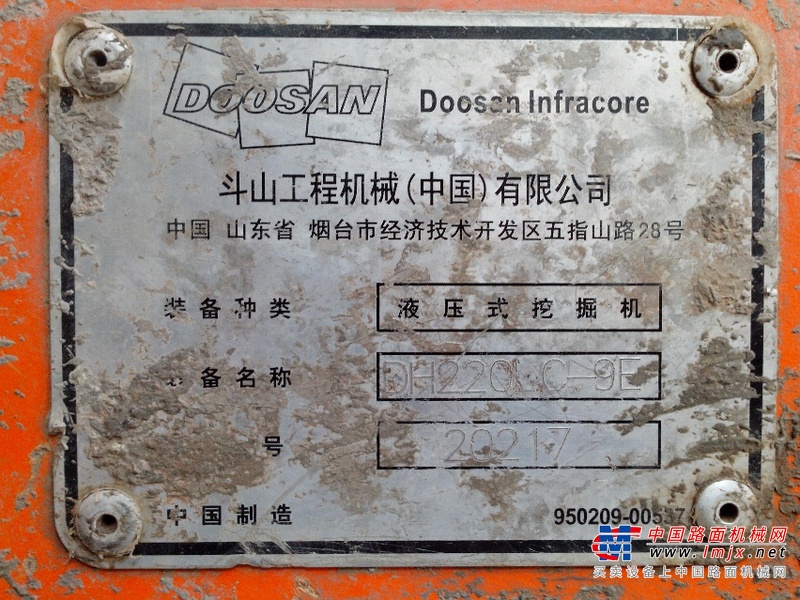 DOOSAN Doosan Infracore
斗山工程机械(中国)有限公司
中国 山东省 烟台市经济技术开发区五指山路28号
装备种类 液压式挖掘机
备名称 DH220LC-9E
号 20217
中国制造
中国路面机械网
www.lmjx.net
买卖设备上中国路面机械网